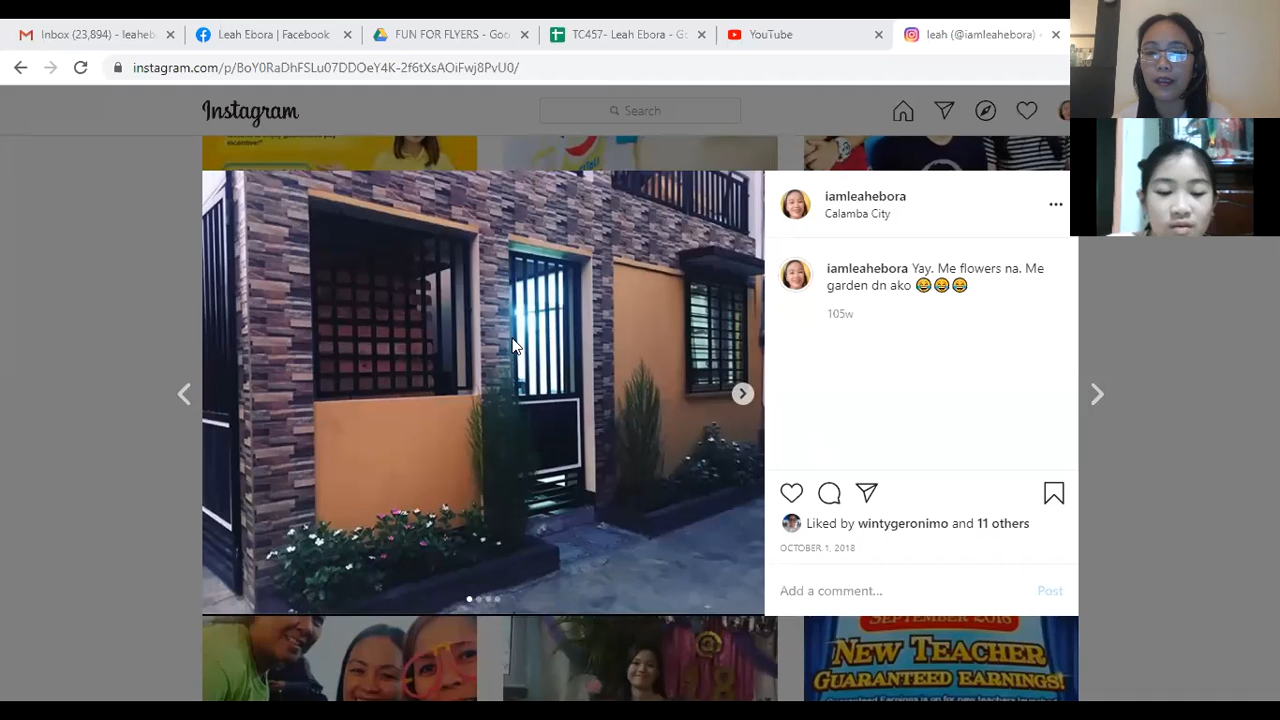 Inbox (23,894) - leaheb
Leah Ebora | Facebook
FUN FOR FLYERS - Goo
TC457- Leah Ebora - Go
YouTube
leah (@iamleahebora)
instagram.com/p/BoY0RaDhFSLu07DDOeY4K-2f6tXsAOiFwj8PvU0/
Instagram
Search
incentive!"
iamleahebora
Calamba City
iamleahebora Yay. Me flowers na. Me
garden dn ako 😂😂😂
105w
Liked by wintygeronimo and 11 others
OCTOBER 1, 2018
Add a comment...
Post
SEPTEMBER 2018
NEW TEACHER
GUARANTEED EARNINGS!